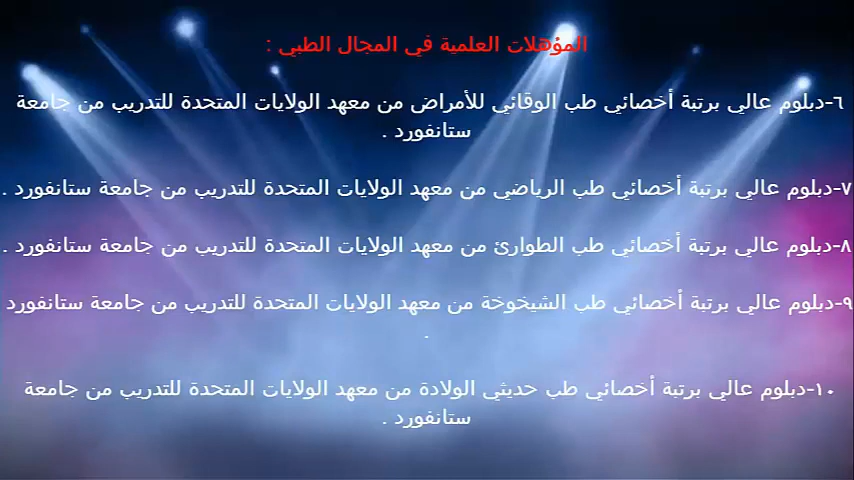 المؤهلات العلمية في المجال الطبي :
٦-دبلوم عالي برتبة أخصائي طب الوقائي للأمراض من معهد الولايات المتحدة للتدريب من جامعة
ستانفورد .
٧-دبلوم عالي برتبة أخصائي طب الرياضي من معهد الولايات المتحدة للتدريب من جامعة ستانفورد .
٨-دبلوم عالي برتبة أخصائي طب الطوارئ من معهد الولايات المتحدة للتدريب من جامعة ستانفورد .
٩-دبلوم عالي برتبة أخصائي طب الشيخوخة من معهد الولايات المتحدة للتدريب من جامعة ستانفورد
.
١٠-دبلوم عالي برتبة أخصائي طب حديثي الولادة من معهد الولايات المتحدة للتدريب من جامعة
ستانفورد .